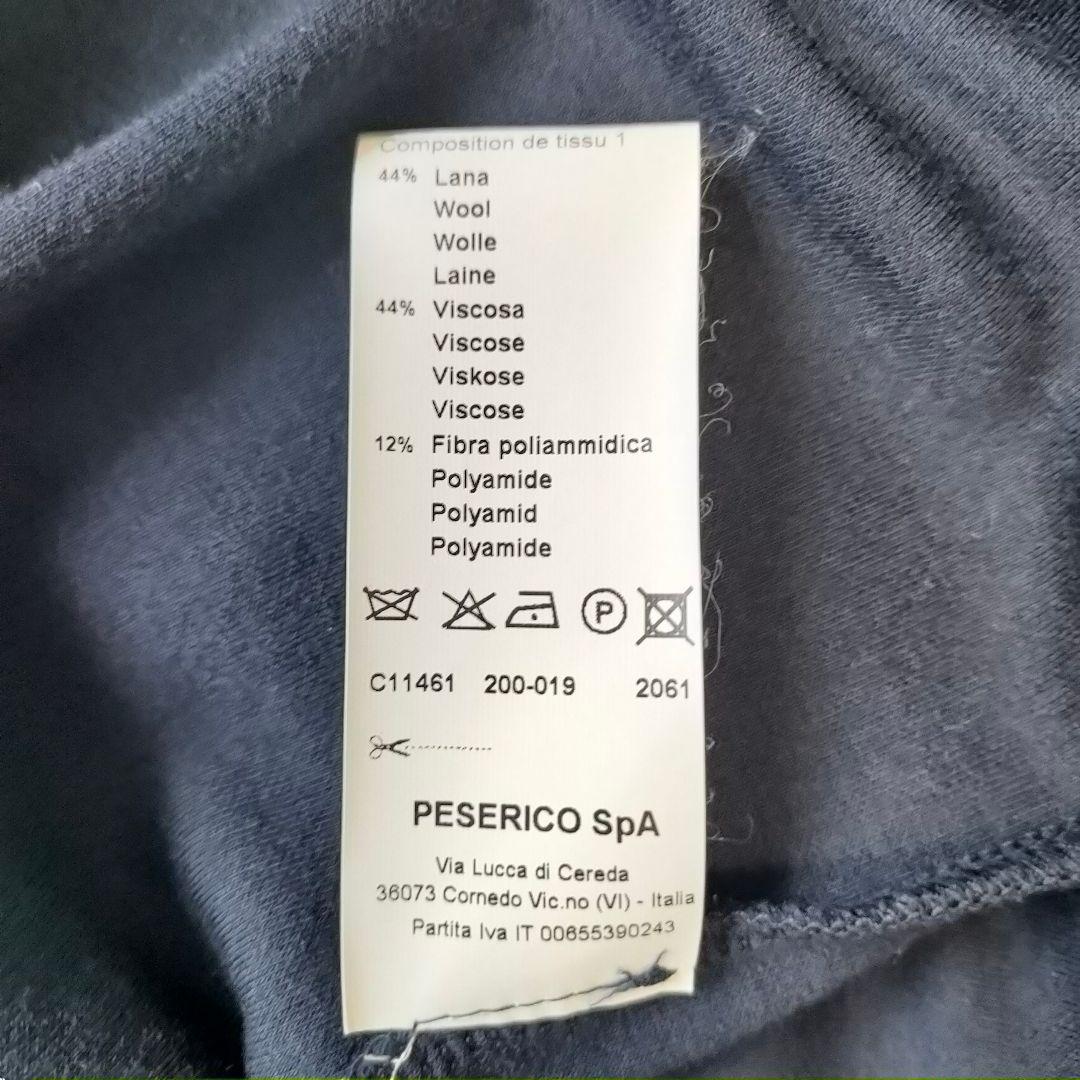 Composition de tissu 1
44% Lana
Wool
Wolle
Laine
44% Viscosa
Viscose
Viskose
Viscose
12% Fibra poliammidica
Polyamide
Polyamid
Polyamide
P
C11461 200-019 2061
PESERICO SpA
Via Lucca di Cereda
36073 Cornedo Vic.no (VI) - Italia
Partita Iva IT 00655390243